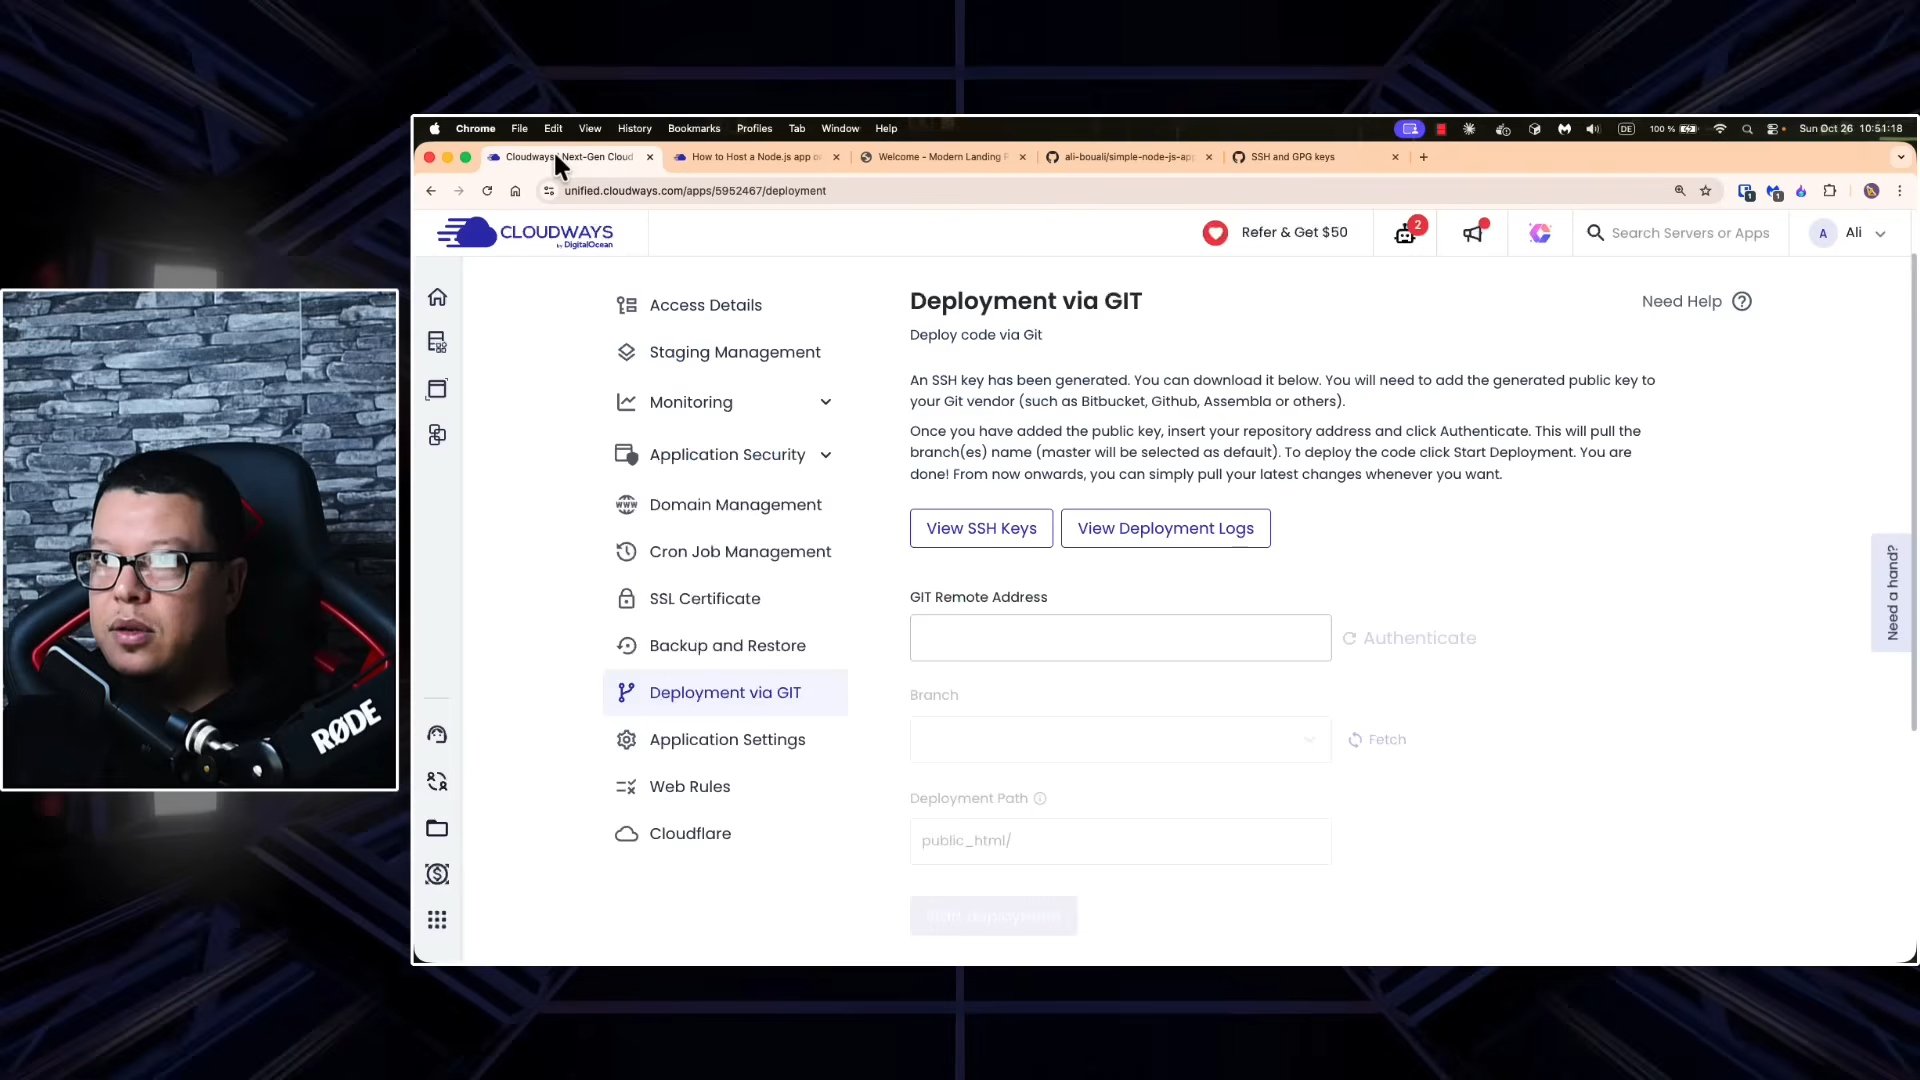 Chrome File Edit View History Bookmarks Profiles Tab Window Help
DE 100 % Sun Oct 26 10:51:18
Cloudways | Next-Gen Cloud
How to Host a Node.js app o
Welcome - Modern Landing P
ali-bouali/simple-node-js-app
SSH and GPG keys
unified.cloudways.com/apps/5952467/deployment
CLOUDWAYS
by DigitalOcean
Refer & Get $50
2
Search Servers or Apps
A Ali
Access Details
Staging Management
Monitoring
Application Security
Domain Management
Cron Job Management
SSL Certificate
Backup and Restore
Deployment via GIT
Application Settings
Web Rules
Cloudflare
Deployment via GIT
Need Help
Deploy code via Git
An SSH key has been generated. You can download it below. You will need to add the generated public key to
your Git vendor (such as Bitbucket, Github, Assembla or others).
Once you have added the public key, insert your repository address and click Authenticate. This will pull the
branch(es) name (master will be selected as default). To deploy the code click Start Deployment. You are
done! From now onwards, you can simply pull your latest changes whenever you want.
View SSH Keys
View Deployment Logs
GIT Remote Address
Authenticate
Branch
Fetch
Deployment Path
public_html/
Start deployment
Need a hand?
RØDE